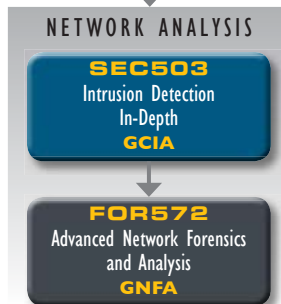 NETWORK ANALYSIS
SEC503
Intrusion Detection
In-Depth
GCIA
FOR572
Advanced Network Forensics
and Analysis
GNFA